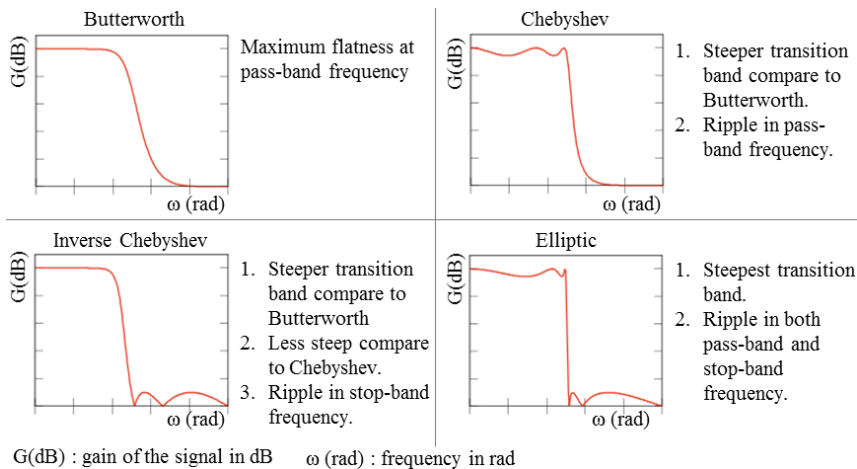 Butterworth
G(dB)
ω (rad)
Maximum flatness at
pass-band frequency
Chebyshev
G(dB)
ω (rad)
1. Steeper transition
band compare to
Butterworth.
2. Ripple in pass-
band frequency.
Inverse Chebyshev
G(dB)
ω (rad)
1. Steeper transition
band compare to
Butterworth
2. Less steep compare
to Chebyshev.
3. Ripple in stop-band
frequency.
Elliptic
G(dB)
ω (rad)
1. Steepest transition
band.
2. Ripple in both
pass-band and
stop-band
frequency.
G(dB) : gain of the signal in dB ω (rad) : frequency in rad